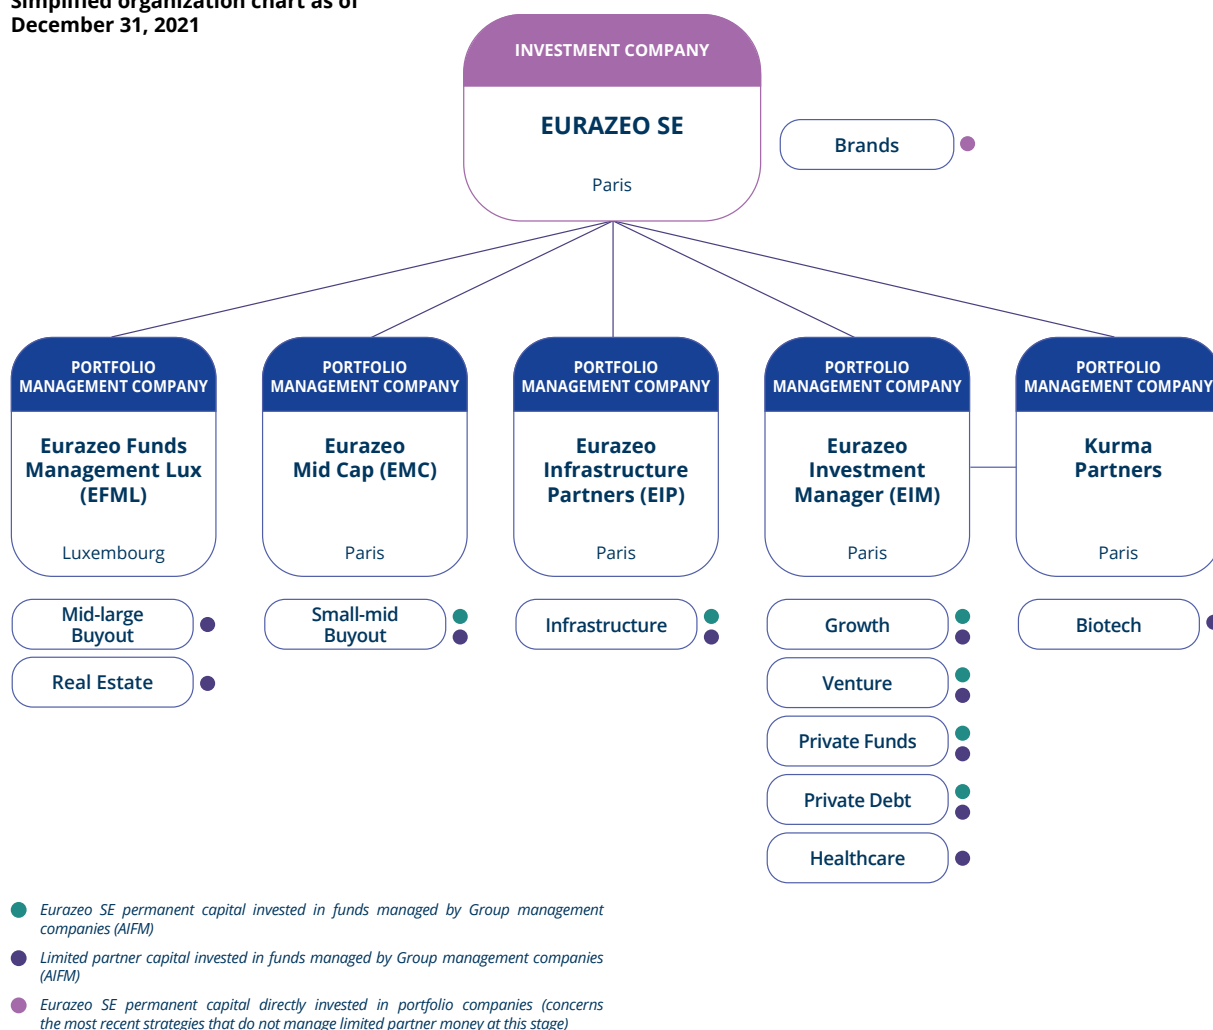 Simplified organization chart as of
December 31, 2021
INVESTMENT COMPANY
EURAZEO SE
Paris
Brands
PORTFOLIO
MANAGEMENT COMPANY
Eurazeo Funds
Management Lux
(EFML)
Luxembourg
Mid-large
Buyout
Real Estate
PORTFOLIO
MANAGEMENT COMPANY
Eurazeo
Mid Cap (EMC)
Paris
Small-mid
Buyout
PORTFOLIO
MANAGEMENT COMPANY
Eurazeo
Infrastructure
Partners (EIP)
Paris
Infrastructure
PORTFOLIO
MANAGEMENT COMPANY
Eurazeo
Investment
Manager (EIM)
Paris
Growth
Venture
Private Funds
Private Debt
Healthcare
PORTFOLIO
MANAGEMENT COMPANY
Kurma
Partners
Paris
Biotech
Eurazeo SE permanent capital invested in funds managed by Group management
companies (AIFM)
Limited partner capital invested in funds managed by Group management companies
(AIFM)
Eurazeo SE permanent capital directly invested in portfolio companies (concerns
the most recent strategies that do not manage limited partner money at this stage)